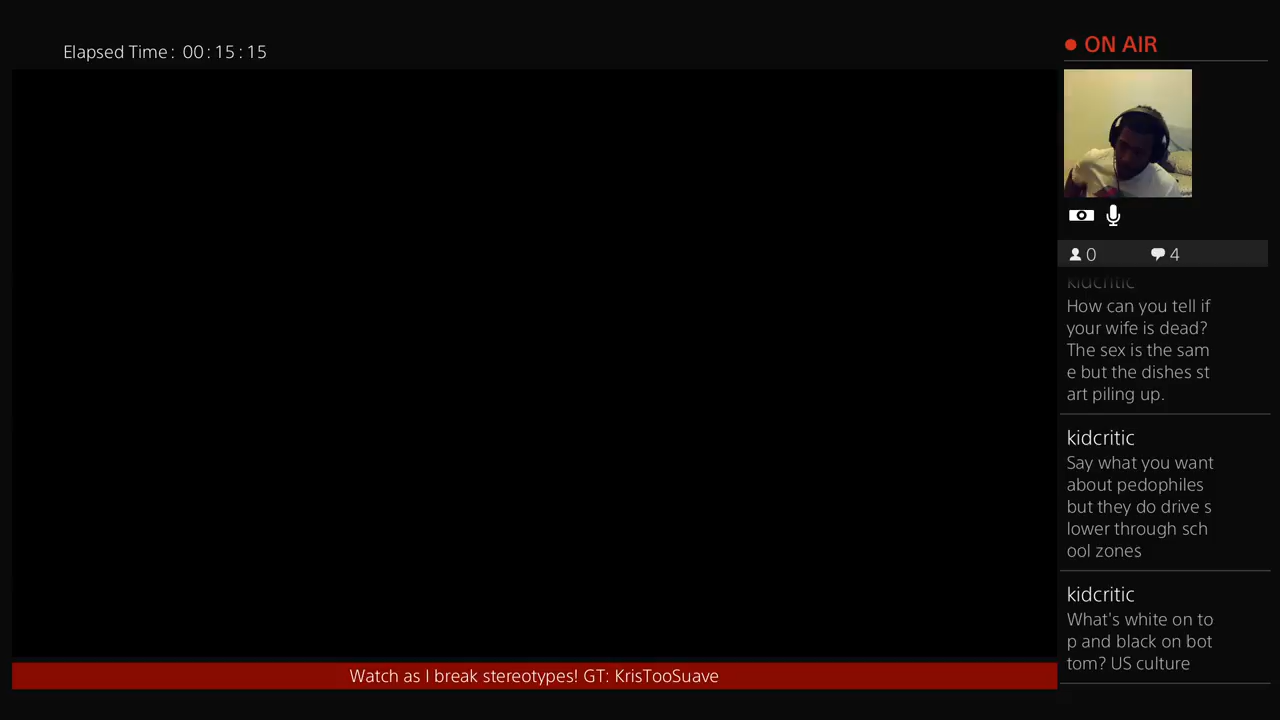 Elapsed Time: 00:15:15
ON AIR
0 4
kidcritic
How can you tell if
your wife is dead?
The sex is the sam
e but the dishes st
art piling up.
kidcritic
Say what you want
about pedophiles
but they do drive s
lower through sch
ool zones
kidcritic
What's white on to
p and black on bot
tom? US culture
Watch as I break stereotypes! GT: KrisTooSuave